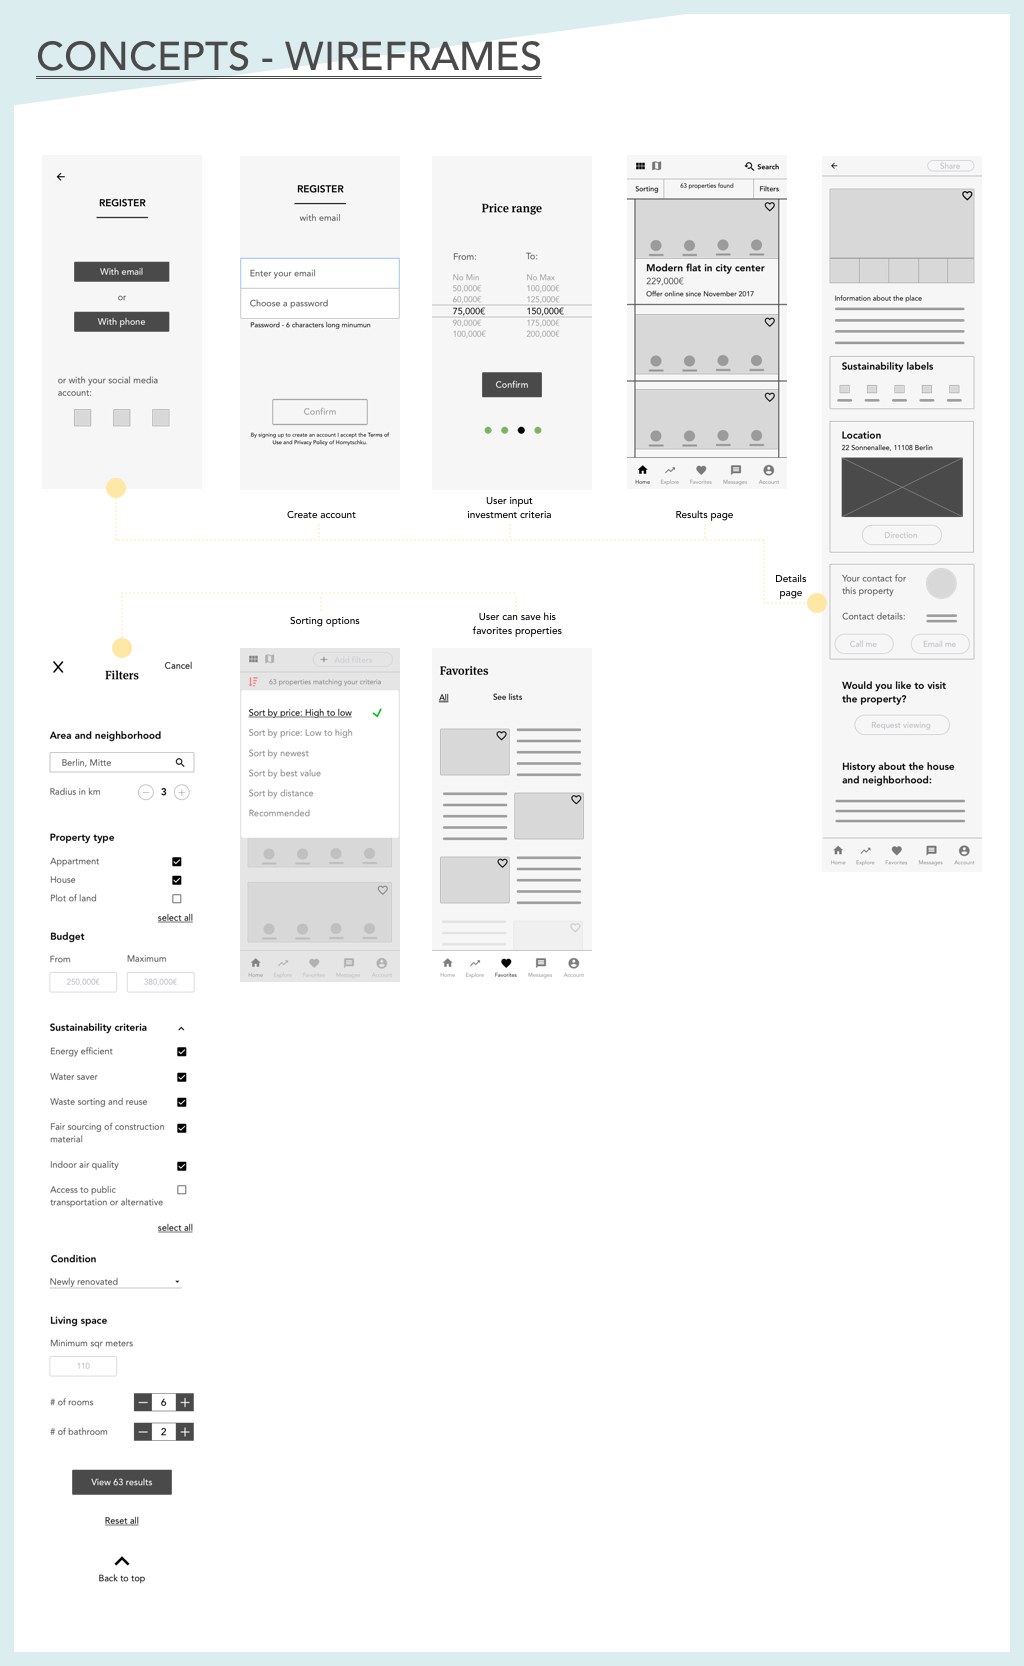 CONCEPTS - WIREFRAMES
REGISTER
With email
or
With phone
or with your social media
account:
REGISTER
with email
Enter your email
Choose a password
Password - 6 characters long minumun
Confirm
By signing up to create an account I accept the Terms of
Use and Privacy Policy of Homytschku.
Create account
Price range
From:
To:
No Min
No Max
50,000€
100,000€
60,000€
125,000€
75,000€
150,000€
90,000€
175,000€
100,000€
200,000€
Confirm
User input
investment criteria
Search
Sorting
63 properties found
Filters
Modern flat in city center
229,000€
Offer online since November 2017
Home
Explore
Favorites
Messages
Account
Results page
Share
Information about the place
Sustainability labels
Location
22 Sonnenallee, 11108 Berlin
Direction
Your contact for
this property
Contact details:
Call me
Email me
Would you like to visit
the property?
Request viewing
History about the house
and neighborhood:
Home
Explore
Favorites
Messages
Account
Details
page
Cancel
Filters
Area and neighborhood
Berlin, Mitte
Radius in km
3
Property type
Appartment
House
Plot of land
select all
Budget
From
Maximum
250,000€
380,000€
Sustainability criteria
Energy efficient
Water saver
Waste sorting and reuse
Fair sourcing of construction
material
Indoor air quality
Access to public
transportation or alternative
select all
Condition
Newly renovated
Living space
Minimum sqr meters
110
# of rooms
6
# of bathroom
2
View 63 results
Reset all
Back to top
Sorting options
Add filters
63 properties matching your criteria
Sort by price: High to low
Sort by price: Low to high
Sort by newest
Sort by best value
Sort by distance
Recommended
Home
Explore
Favorites
Messages
Account
User can save his
favorites properties
Favorites
All
See lists
Home
Explore
Favorites
Messages
Account